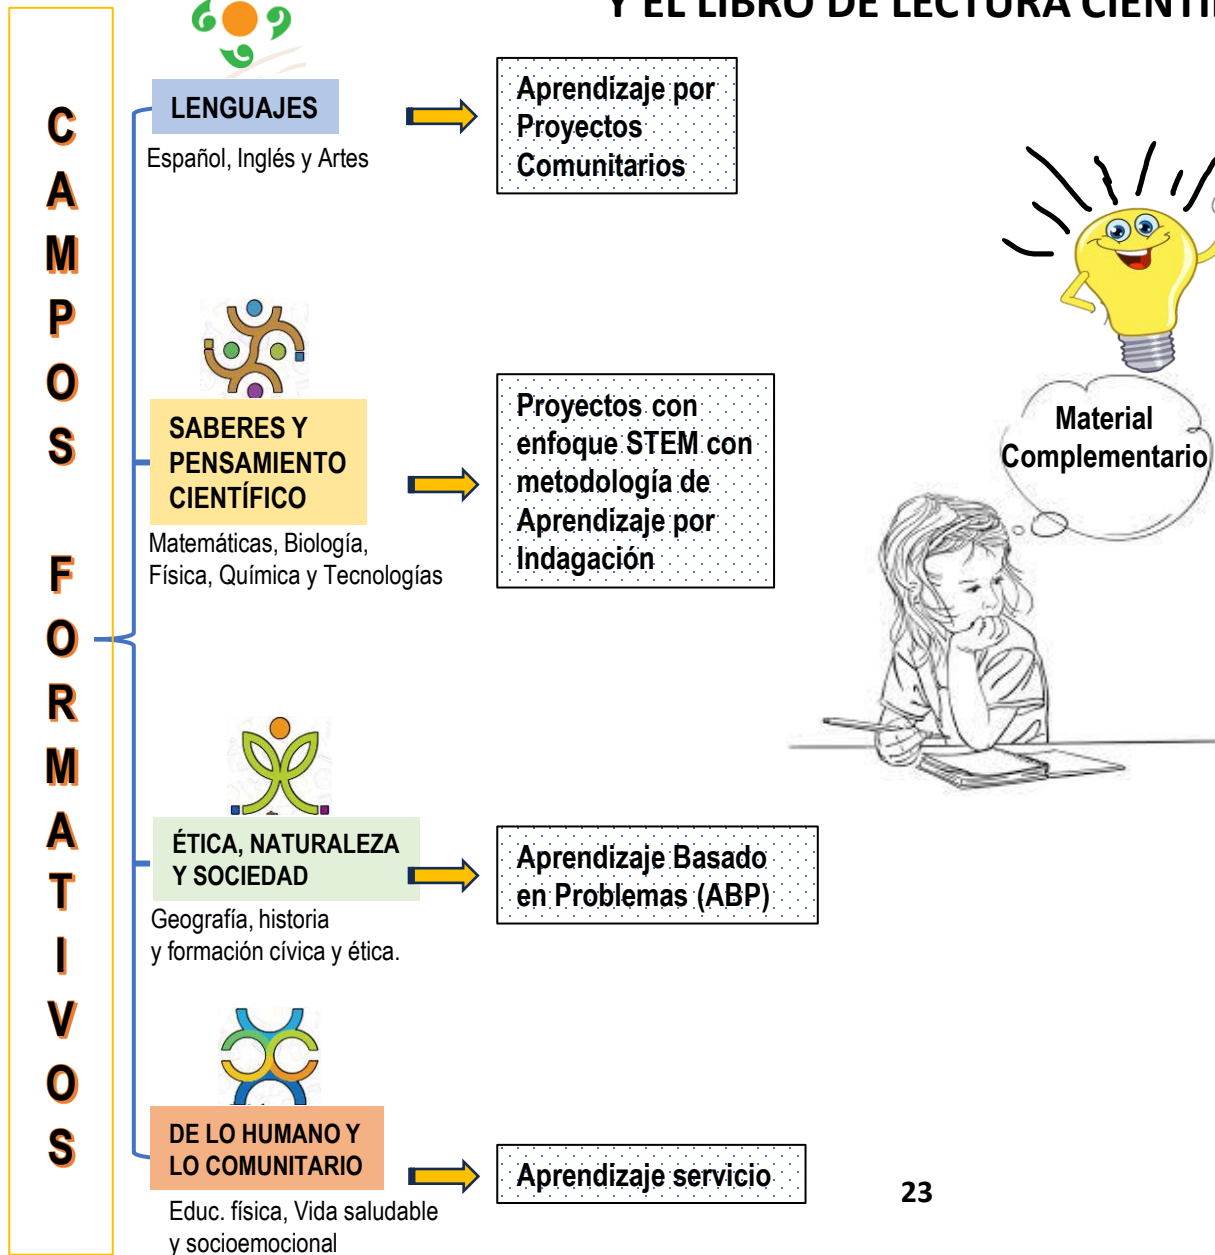 Y EL LIBRO DE LECTURA
CAMPOS FORMATIVOS
LENGUAJES
Español, Inglés y Artes
Aprendizaje por
Proyectos
Comunitarios
SABERES Y
PENSAMIENTO
CIENTÍFICO
Matemáticas, Biología,
Física, Química y Tecnologías
Proyectos con
enfoque STEM con
metodología de
Aprendizaje por
Indagación
Material
Complementario
ÉTICA, NATURALEZA
Y SOCIEDAD
Geografía, historia
y formación cívica y ética.
Aprendizaje Basado
en Problemas (ABP)
DE LO HUMANO Y
LO COMUNITARIO
Educ. física, Vida saludable
y socioemocional
Aprendizaje servicio
23